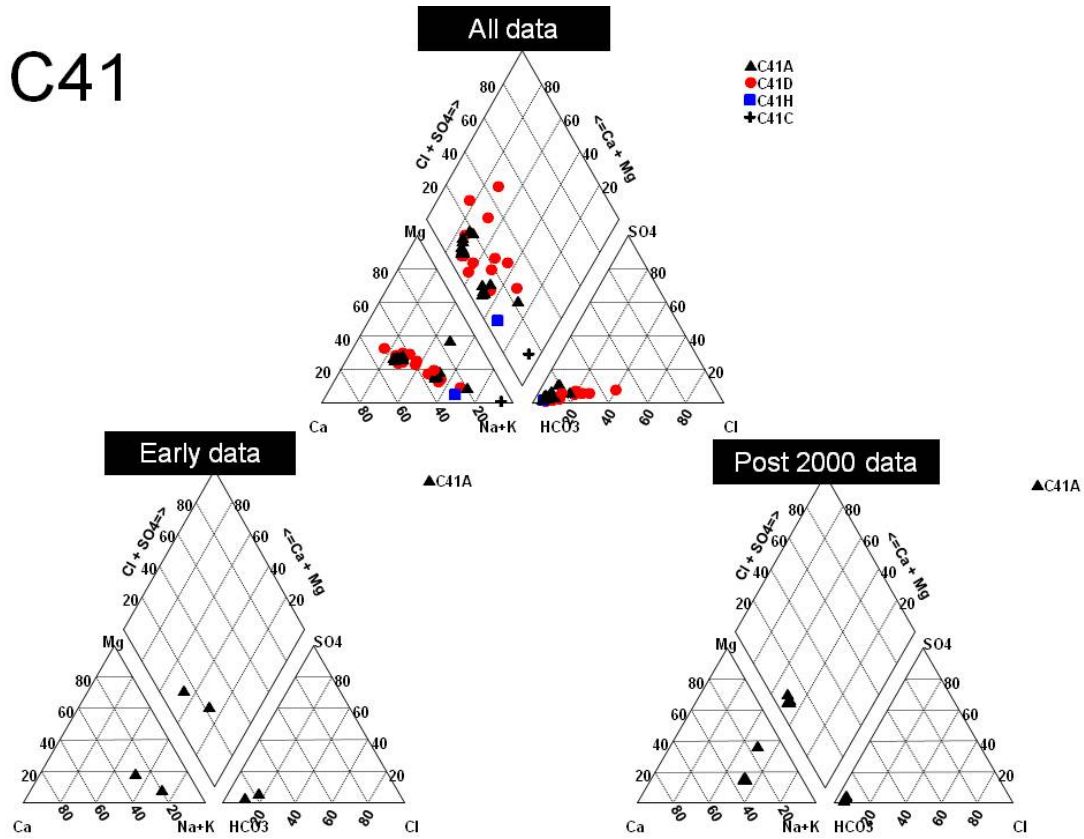 C41
All data
C41A
C41D
C41H
C41C
80 80
60 60
40 40
20 20
Cl + SO4=>
<=Ca + Mg
Mg SO4
80 80
60 60
40 40
20 20
80 60 40 20 20 40 60 80
Ca Na+K HCO3 Cl
Early data
C41A
80 80
60 60
40 40
20 20
Cl + SO4=>
<=Ca + Mg
Mg SO4
80 80
60 60
40 40
20 20
80 60 40 20 20 40 60 80
Ca Na+K HCO3 Cl
Post 2000 data
C41A
80 80
60 60
40 40
20 20
Cl + SO4=>
<=Ca + Mg
Mg SO4
80 80
60 60
40 40
20 20
80 60 40 20 20 40 60 80
Ca Na+K HCO3 Cl